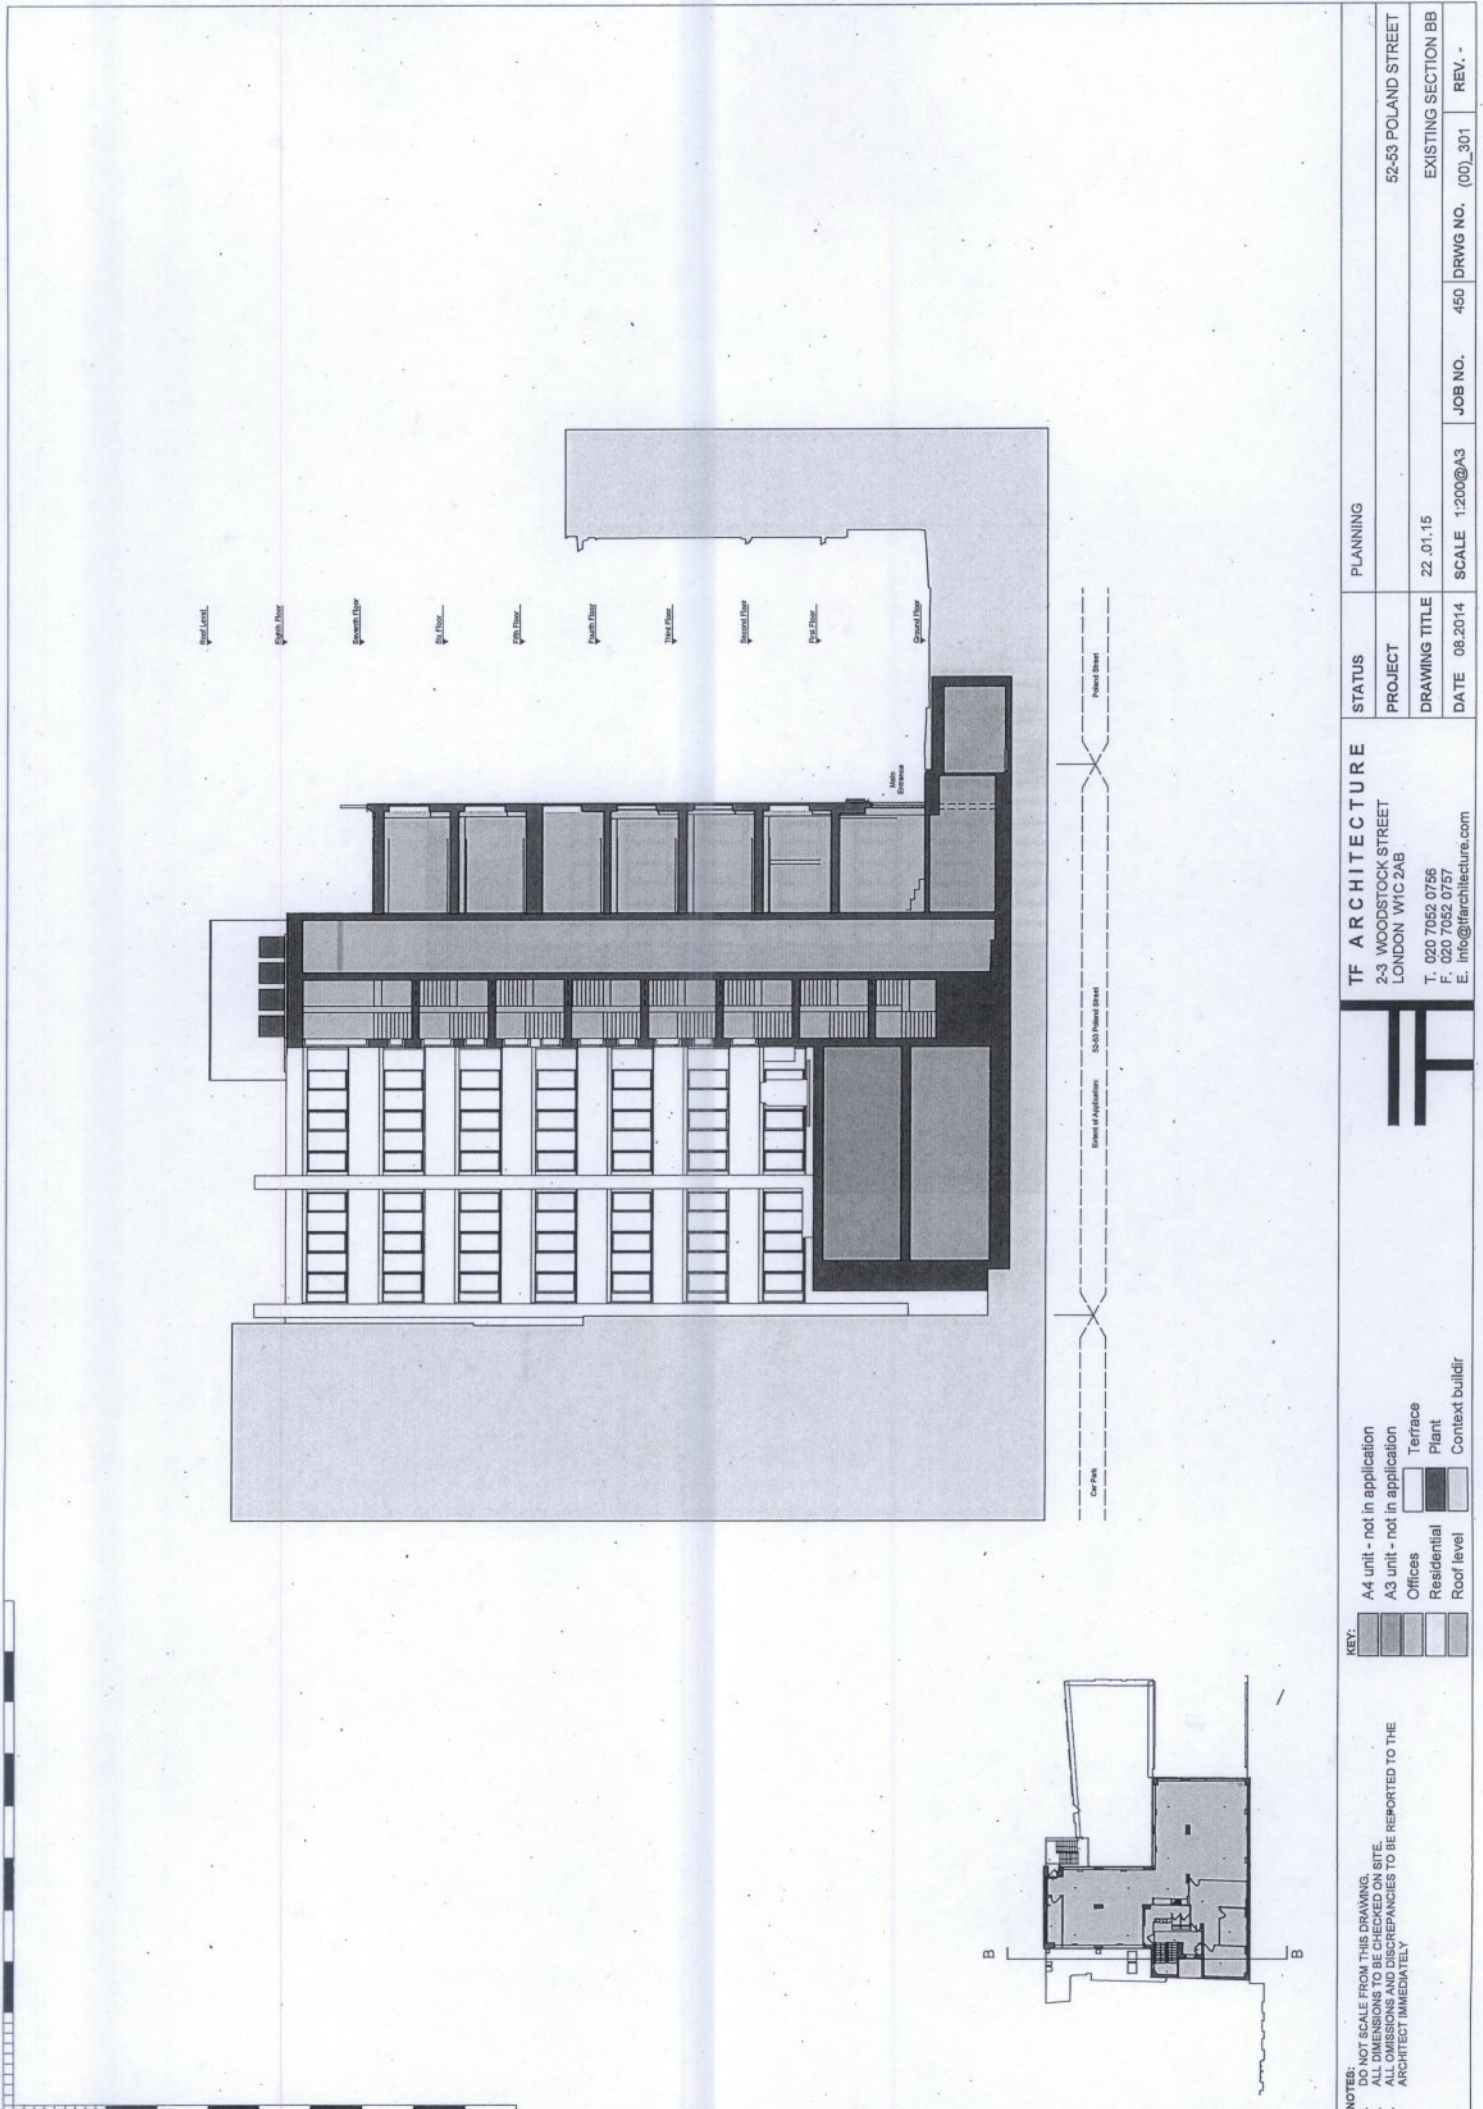 Roof Level
Eighth Floor
Seventh Floor
Six Floor
Fifth Floor
Fourth Floor
Third Floor
Second Floor
First Floor
Ground Floor
Main
Entrance
Car Park
Extent of Application: 52-53 Poland Street
Poland Street
B
B
NOTES:
DO NOT SCALE FROM THIS DRAWING.
ALL DIMENSIONS TO BE CHECKED ON SITE.
ALL OMISSIONS AND DISCREPANCIES TO BE REPORTED TO THE
ARCHITECT IMMEDIATELY
KEY:
A4 unit - not in application
A3 unit - not in application
Offices
Terrace
Residential
Plant
Roof level
Context buildir
TF ARCHITECTURE
2-3 WOODSTOCK STREET
LONDON W1C 2AB
T. 020 7052 0756
F. 020 7052 0757
E. info@tfarchitecture.com
STATUS PLANNING
PROJECT 52-53 POLAND STREET
DRAWING TITLE 22.01.15 EXISTING SECTION BB
DATE 08.2014 SCALE 1:200@A3 JOB NO. 450 DRWG NO. (00)_301 REV. -